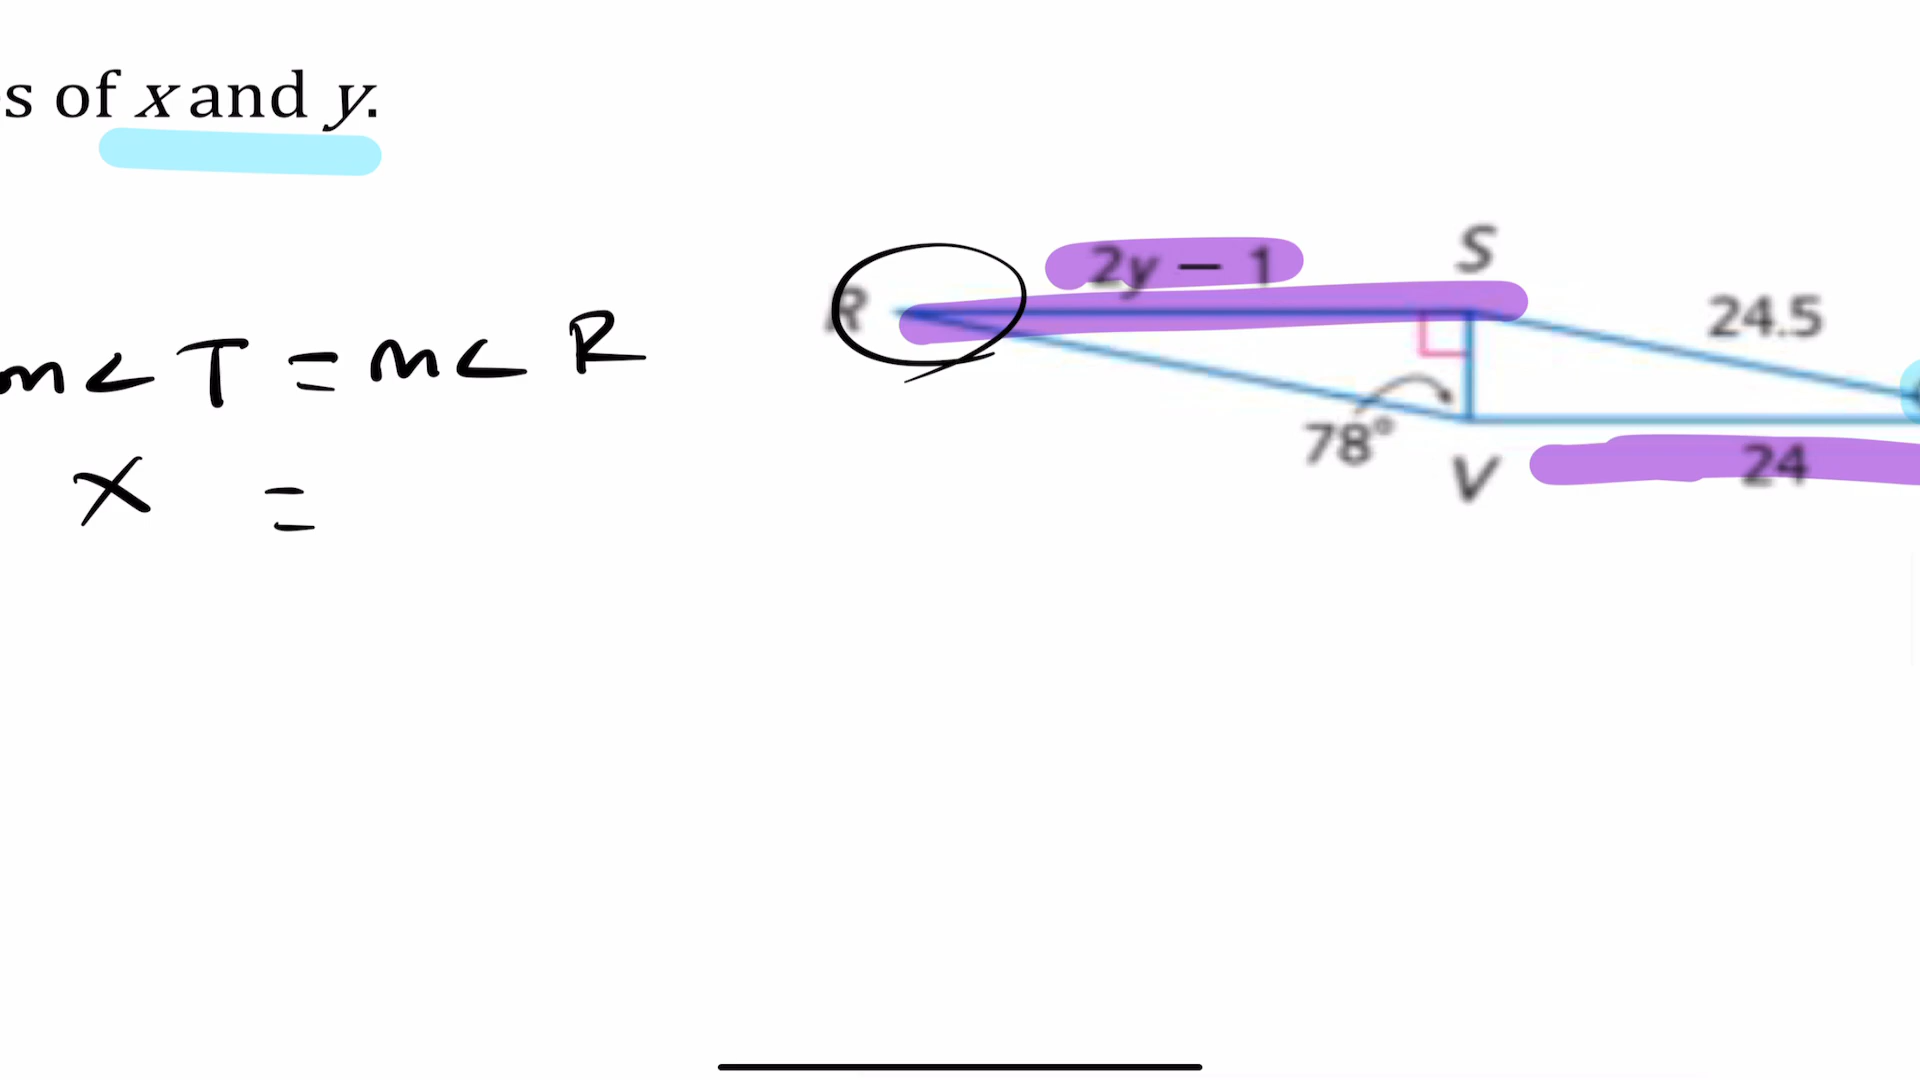 s of x and y.
2y − 1
S
R
24.5
m< T = m< R
78°
V
24
x =